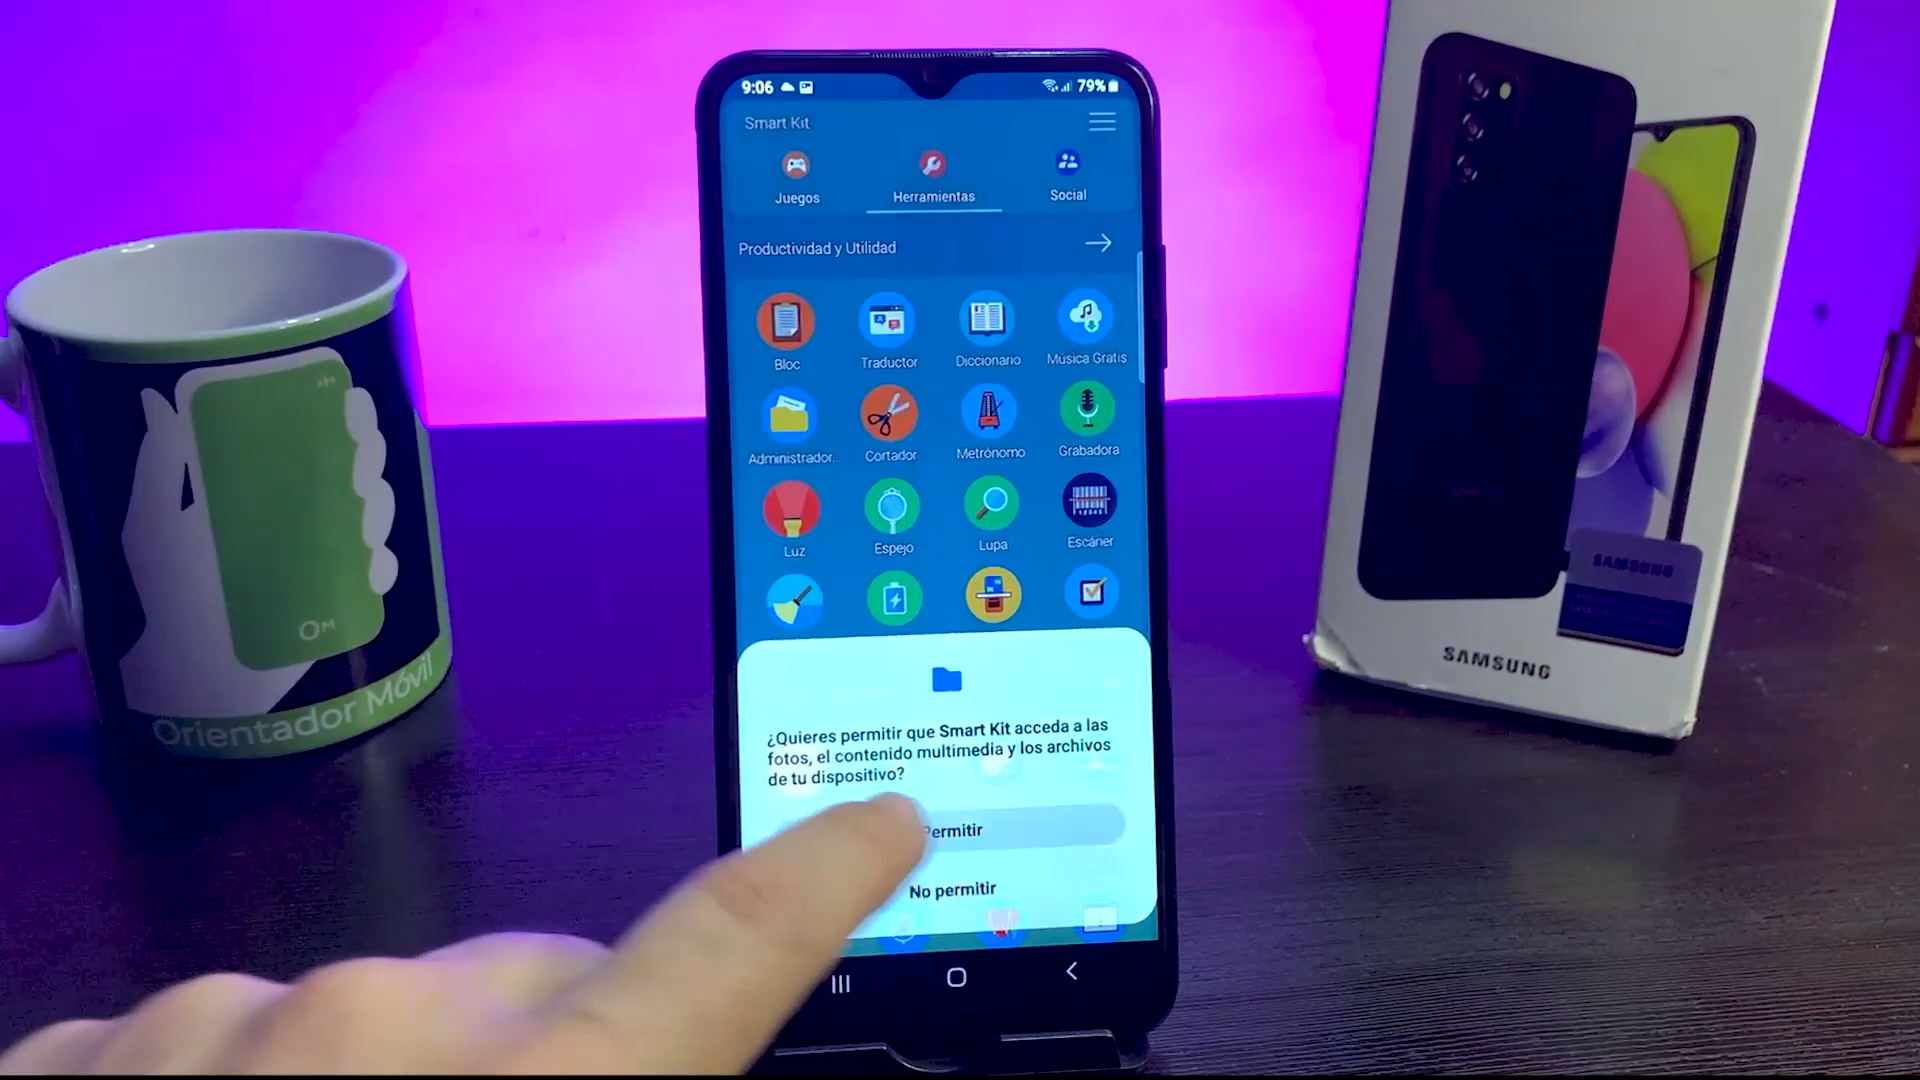 9:06
79%
Smart Kit
Juegos
Herramientas
Social
Productividad y Utilidad
Bloc
Traductor
Diccionario
Música Gratis
Administrador...
Cortador
Metrónomo
Grabadora
Luz
Espejo
Lupa
Escáner
¿Quieres permitir que Smart Kit acceda a las
fotos, el contenido multimedia y los archivos
de tu dispositivo?
Permitir
No permitir
OM
Orientador Móvil
SAMSUNG
SAMSUNG